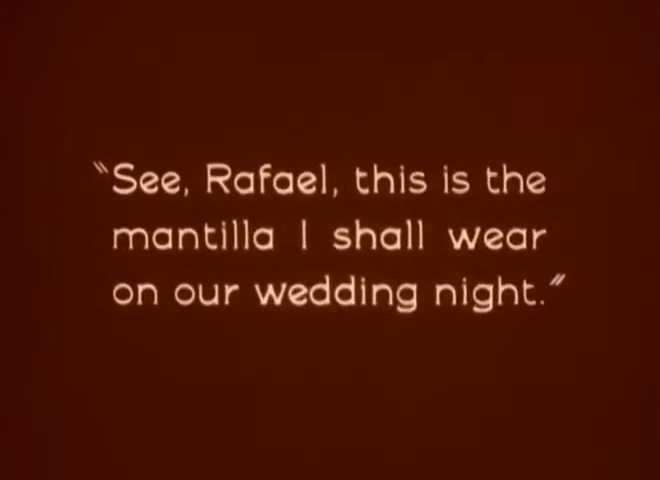 "See, Rafael, this is the
mantilla I shall wear
on our wedding night."